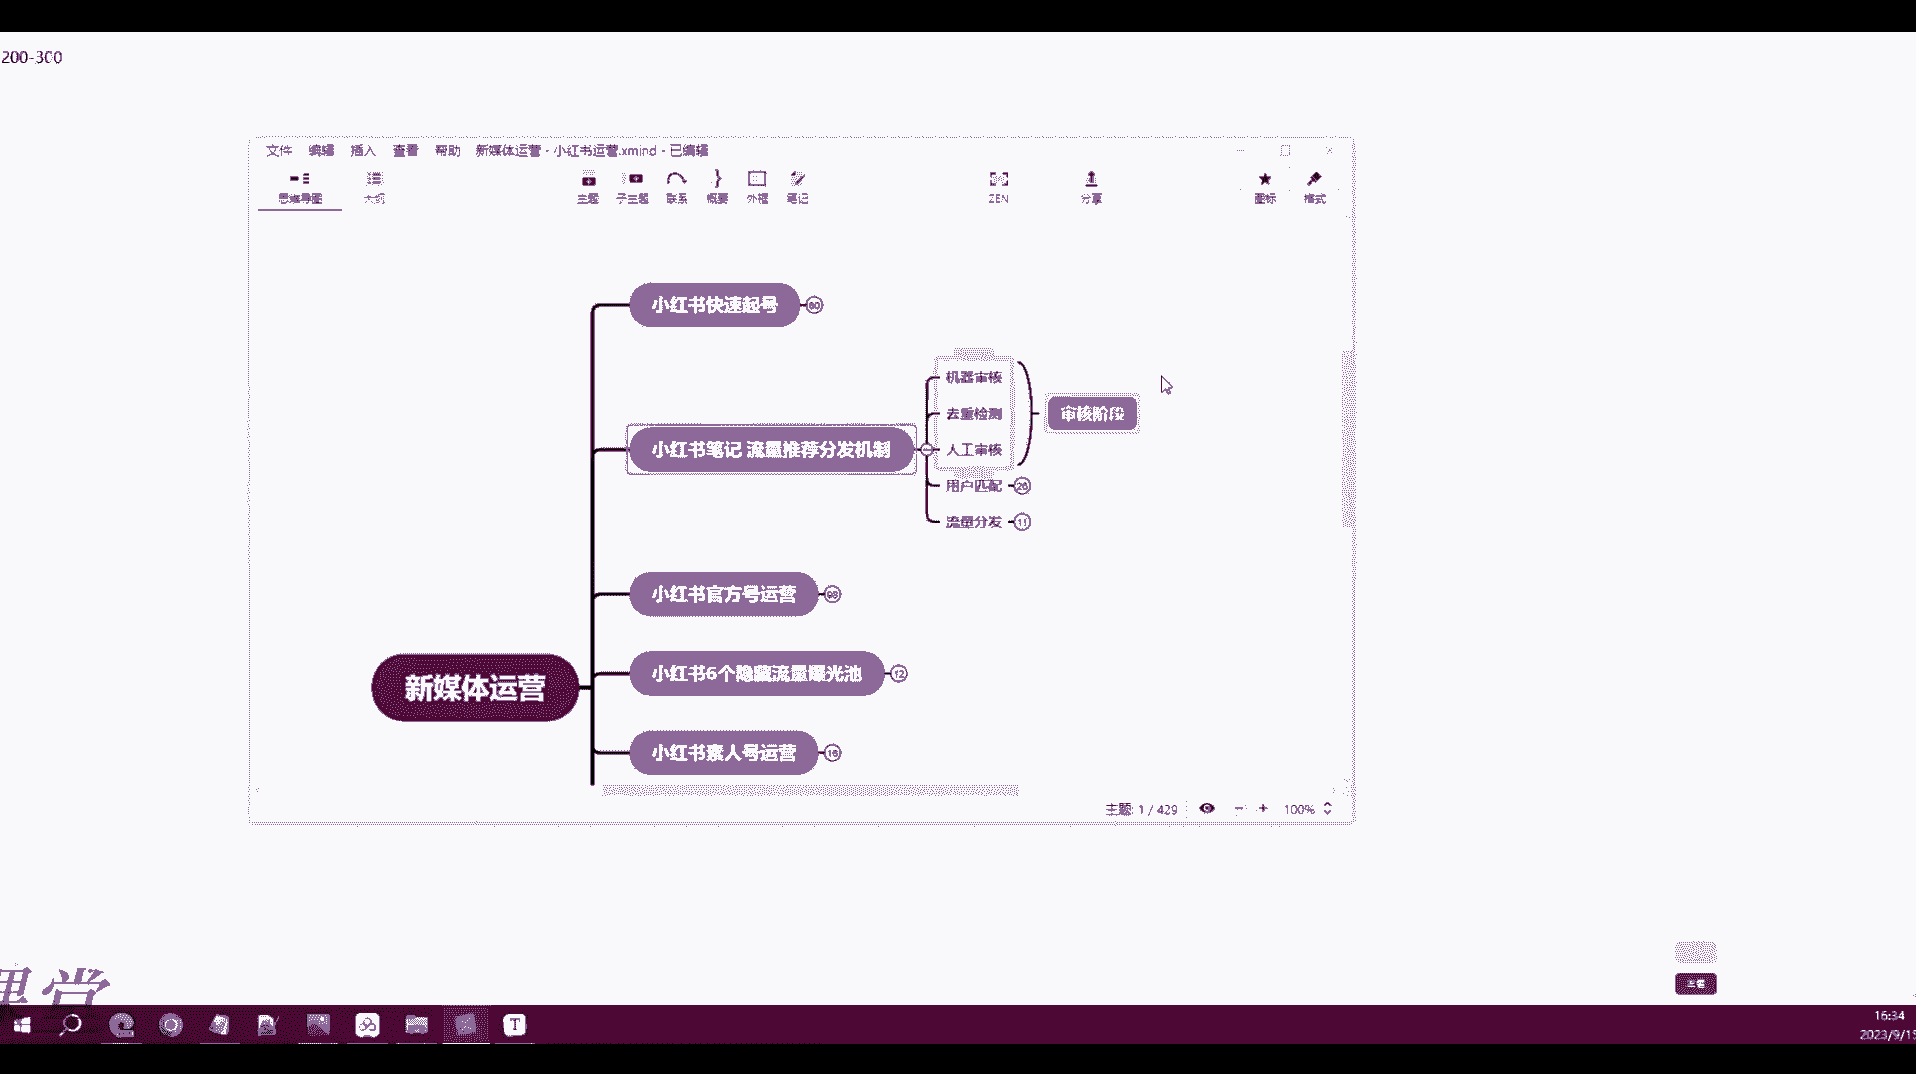 200-300
文件 编辑 插入 查看 帮助 新媒体运营 - 小红书运营.xmind - 已编辑
思维导图 大纲 主题 子主题 联系 概要 外框 笔记 ZEN 分享 图标 格式
小红书快速起号
机器审核
去重检测 审核阶段
小红书笔记 流量推荐分发机制 人工审核
用户匹配
流量分发 11
小红书官方号运营
小红书6个隐藏流量曝光池 12
新媒体运营
小红书素人号运营 16
主题: 1 / 429 100%
课堂
T
16:34
2023/9/15